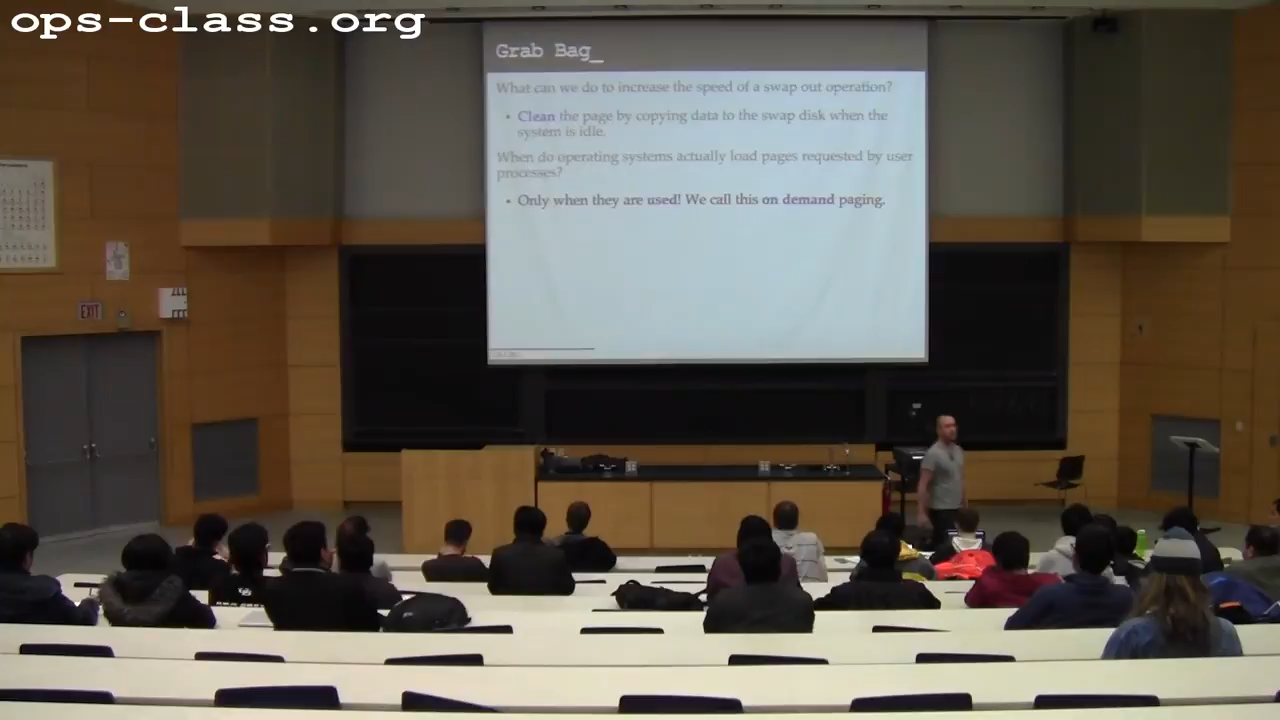 ops-class.org
Grab Bag_
What can we do to increase the speed of a swap out operation?
• Clean the page by copying data to the swap disk when the
system is idle.
When do operating systems actually load pages requested by user
processes?
• Only when they are used! We call this on demand paging.
EXIT